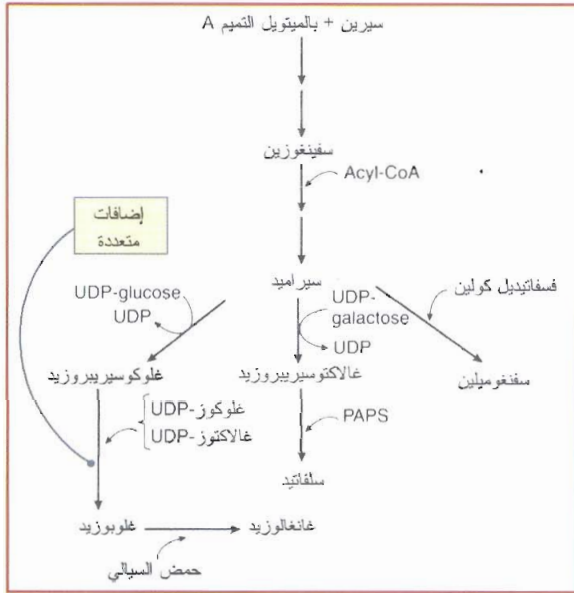 سيرين + بالميتويل التميم A
سفينغوزين
Acyl-CoA
إضافات
متعددة
سيراميد
فسفاتيديل كولين
UDP-glucose
UDP
UDP-
galactose
UDP
غلوكوسيريبروزيد
غالاكتوسيريبروزيد
سفنغوميلين
UDP-غلوكوز
UDP-غالاكتوز
PAPS
سلفاتيد
غلوبوزيد
غانغالوزيد
حمض السيالي